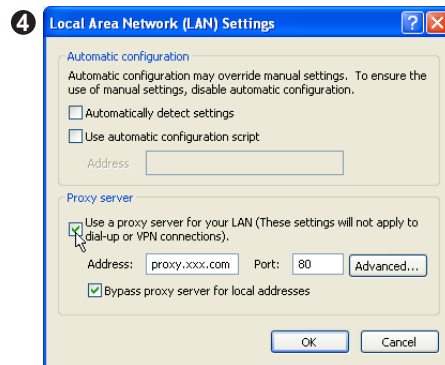 4
Local Area Network (LAN) Settings
Automatic configuration
Automatic configuration may override manual settings. To ensure the
use of manual settings, disable automatic configuration.
Automatically detect settings
Use automatic configuration script
Address
Proxy server
Use a proxy server for your LAN (These settings will not apply to
dial-up or VPN connections).
Address: proxy.xxx.com Port: 80 Advanced...
Bypass proxy server for local addresses
OK Cancel